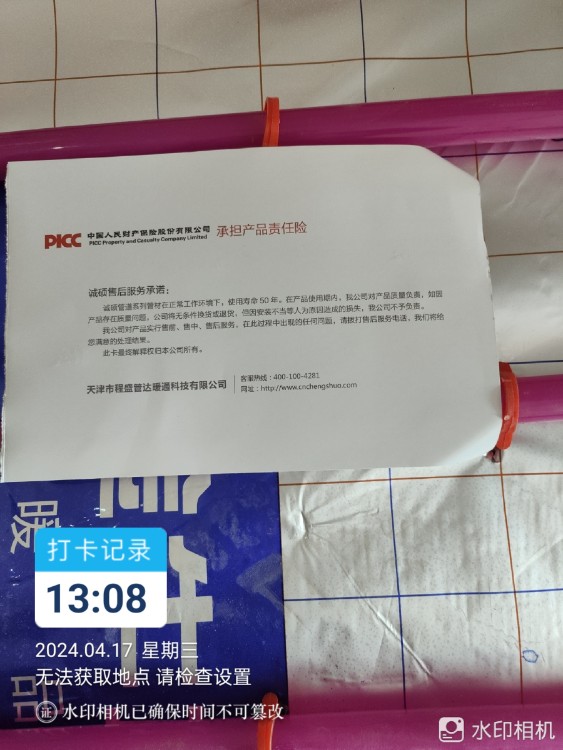 PICC 中国人民财产保险股份有限公司 承担产品责任险
PICC Property and Casualty Company Limited
诚硕售后服务承诺：
诚硕管道系列管材在正常工作环境下，使用寿命50年。在产品使用期内，我公司对产品质量负责，如因
产品存在质量问题，公司将无条件换货或退货，但因安装不当等人为原因造成的损失，我公司不予负责。
我公司对产品实行售前、售中、售后服务，在此过程中出现的任何问题，请拨打售后服务电话，我们将给
您满意的处理结果。
此卡最终解释权归本公司所有。
天津市程盛管达暖通科技有限公司
客服热线：400-100-4281
网址：http://www.cnchengshuo.com
暖
品
打卡记录
13:08
2024.04.17 星期三
无法获取地点 请检查设置
证 水印相机已确保时间不可篡改
水印相机